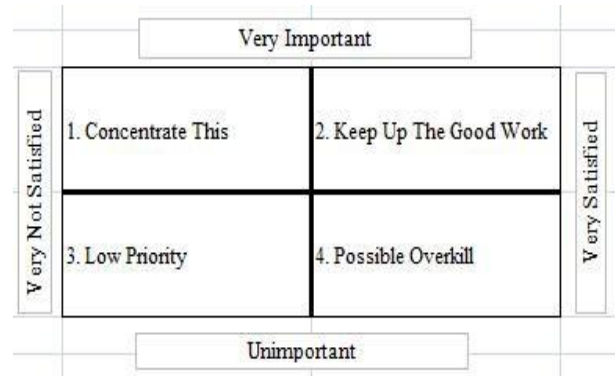 Very Important
Very Not Satisfied
1. Concentrate This
2. Keep Up The Good Work
Very Satisfied
3. Low Priority
4. Possible Overkill
Unimportant